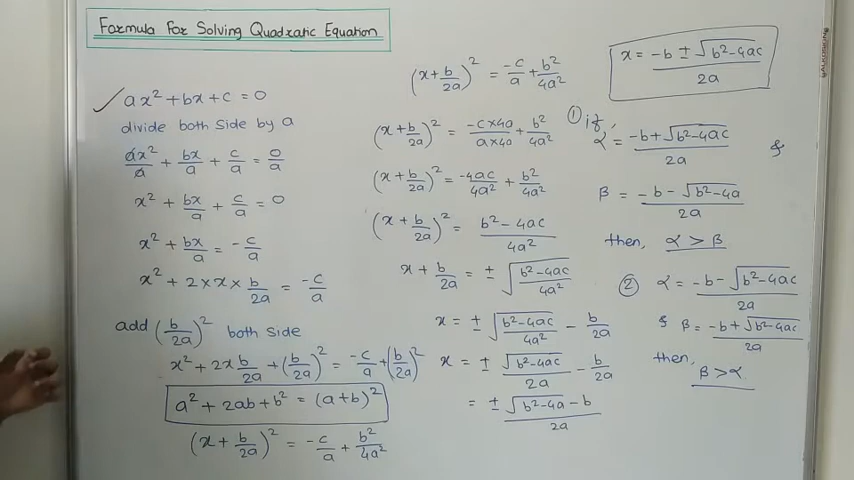 Formula For Solving Quadratic Equation
ax² + bx + c = 0
divide both side by a
ax²/a + bx/a + c/a = 0/a
x² + bx/a + c/a = 0
x² + bx/a = -c/a
x² + 2 × x × b/2a = -c/a
add (b/2a)² both side
x² + 2x b/2a + (b/2a)² = -c/a + (b/2a)²
a² + 2ab + b² = (a+b)²
(x + b/2a)² = -c/a + b²/4a²
(x + b/2a)² = -c/a + b²/4a²
(x + b/2a)² = -c×4a/a×4a + b²/4a²
(x + b/2a)² = -4ac/4a² + b²/4a²
(x + b/2a)² = b² - 4ac/4a²
x + b/2a = ± √b²-4ac/4a²
x = ± √b²-4ac/4a² - b/2a
x = ± √b²-4ac/2a - b/2a
= ± √b²-4a - b/2a
x = -b ± √b²-4ac/2a
① if, α = -b+√b²-4ac/2a &
β = -b-√b²-4a/2a
then, α > β
② α = -b-√b²-4ac/2a
& β = -b+√b²-4ac/2a
then,
β > α